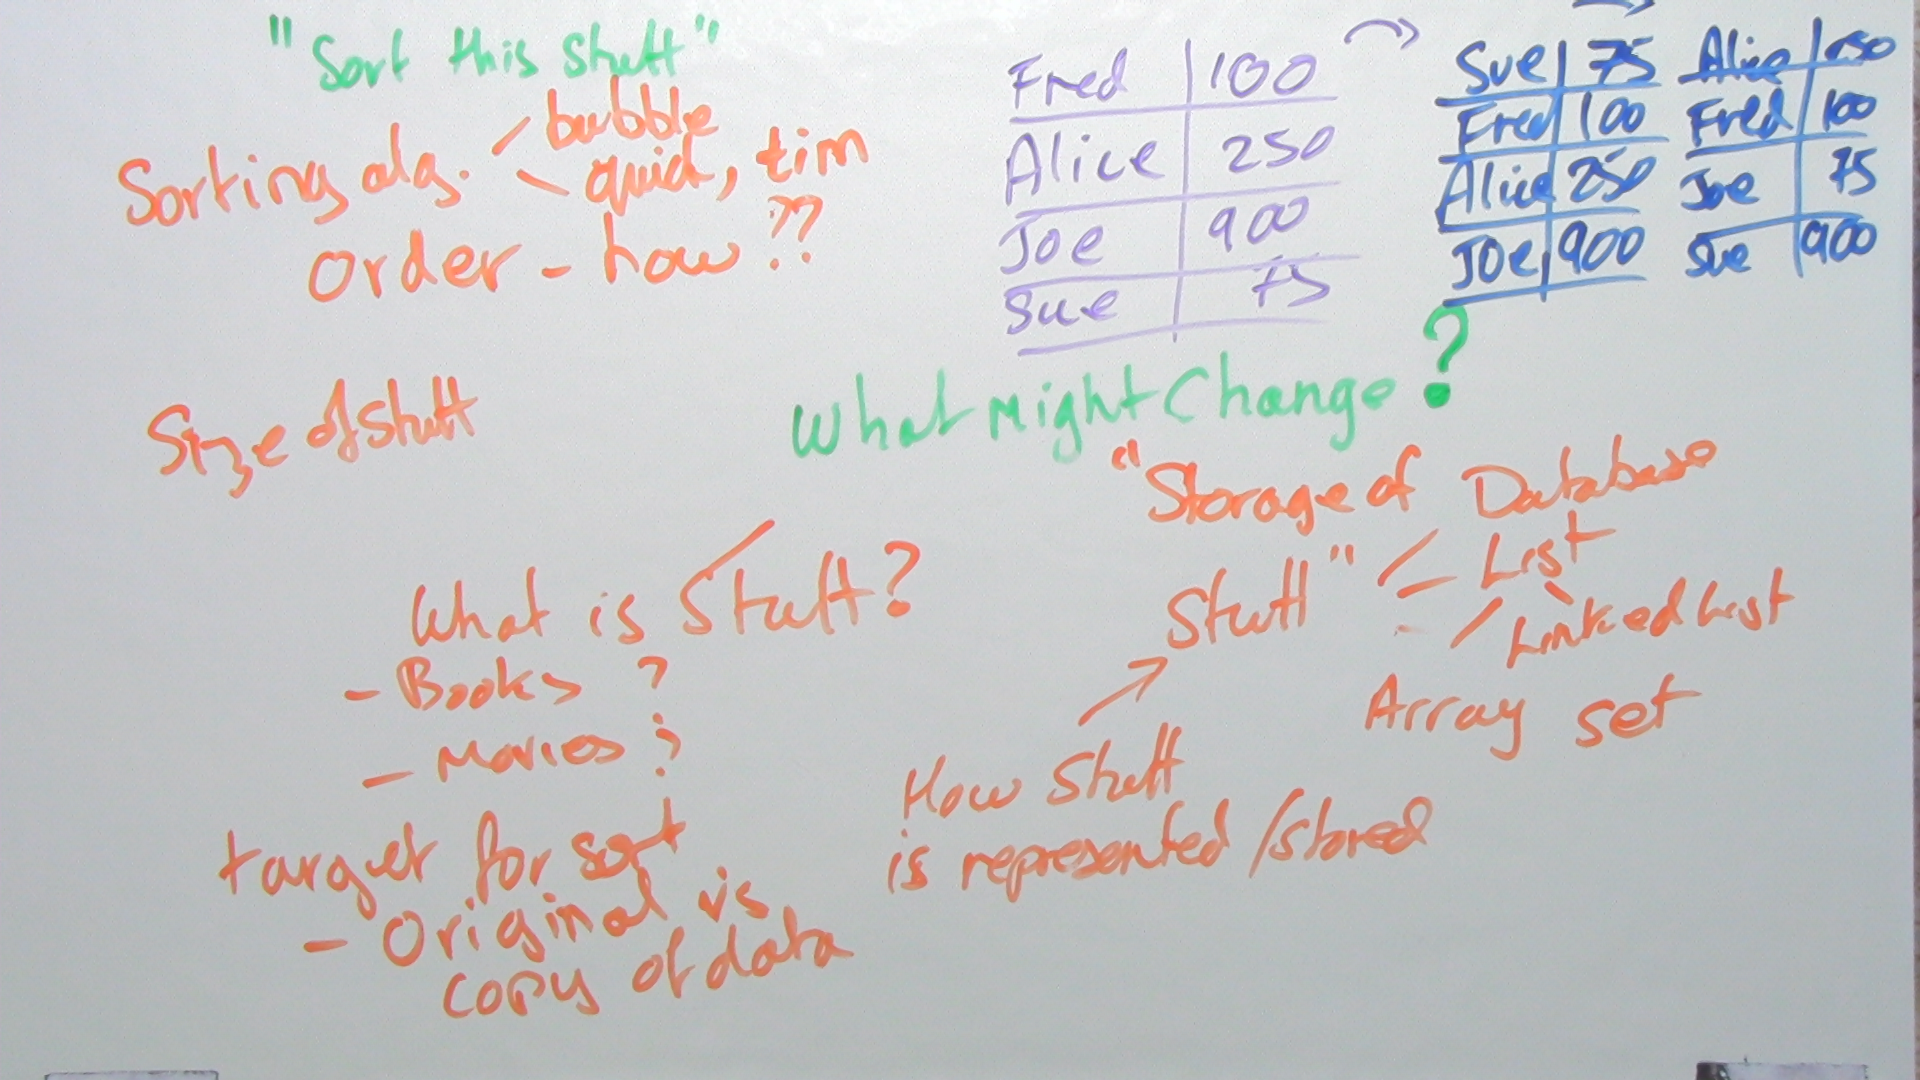 "Sort this stuff"
Sorting alg. bubble
quick, tim
order - how ??
Fred 100
Alice 250
Joe 900
Sue 75
Sue 75
Fred 100
Alice 250
Joe 900
Alice 250
Fred 100
Joe 75
Sue 900
Size of stuff
What Might Change?
"Storage of
Stuff"
Database
List
Linked List
Array set
What is Stuff?
- Books ?
- Movies ?
How Stuff
is represented /stored
target for sort
- Original vs
copy of data